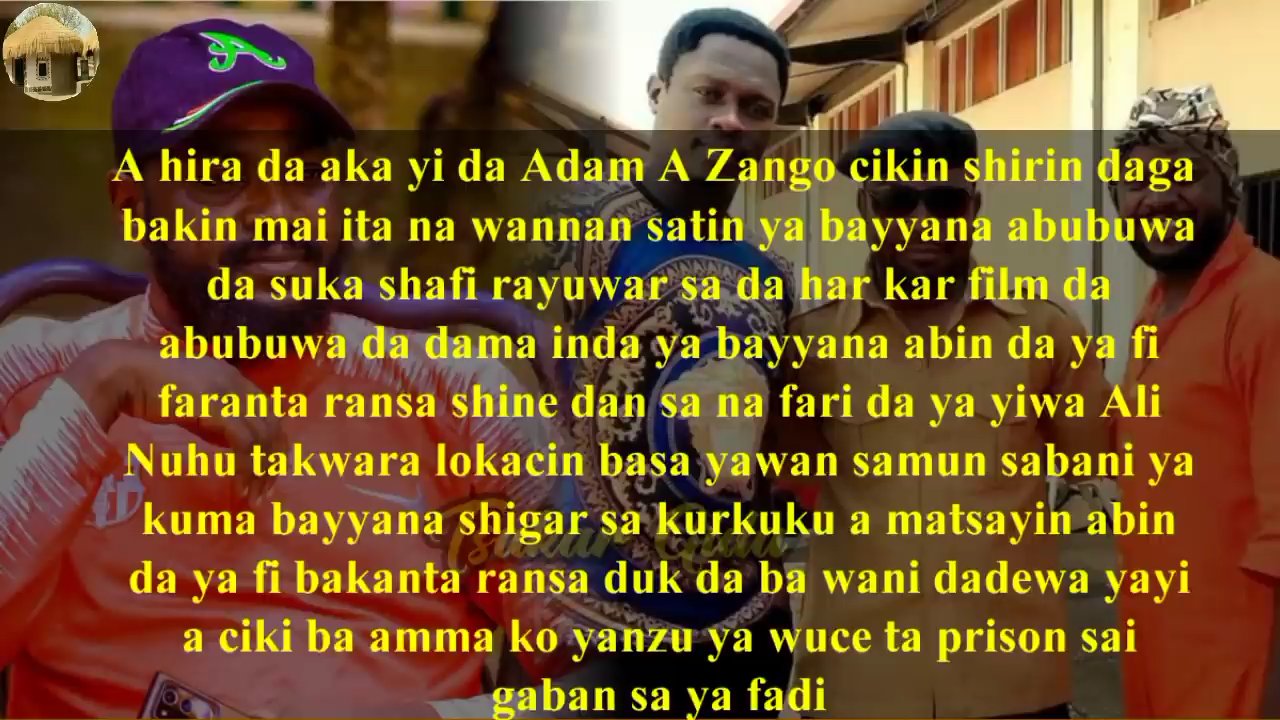 A hira da aka yi da Adam A Zango cikin shirin daga
bakin mai ita na wannan satin ya bayyana abubuwa
da suka shafi rayuwar sa da har kar film da
abubuwa da dama inda ya bayyana abin da ya fi
faranta ransa shine dan sa na fari da ya yiwa Ali
Nuhu takwara lokacin basa yawan samun sabani ya
kuma bayyana shigar sa kurkuku a matsayin abin
da ya fi bakanta ransa duk da ba wani dadewa yayi
a ciki ba amma ko yanzu ya wuce ta prison sai
gaban sa ya fadi